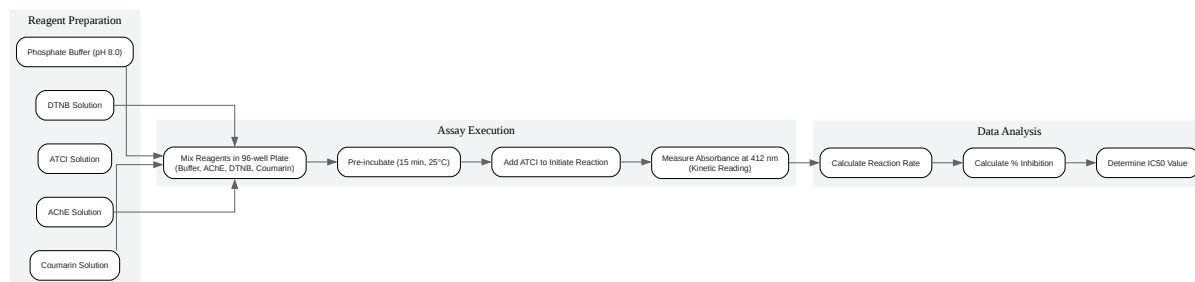 Reagent Preparation
Phosphate Buffer (pH 8.0)
DTNB Solution
ATCI Solution
AChE Solution
Coumarin Solution
Assay Execution
Mix Reagents in 96-well Plate
(Buffer, AChE, DTNB, Coumarin)
Pre-incubate (15 min, 25°C)
Add ATCI to Initiate Reaction
Measure Absorbance at 412 nm
(Kinetic Reading)
Data Analysis
Calculate Reaction Rate
Calculate % Inhibition
Determine IC50 Value